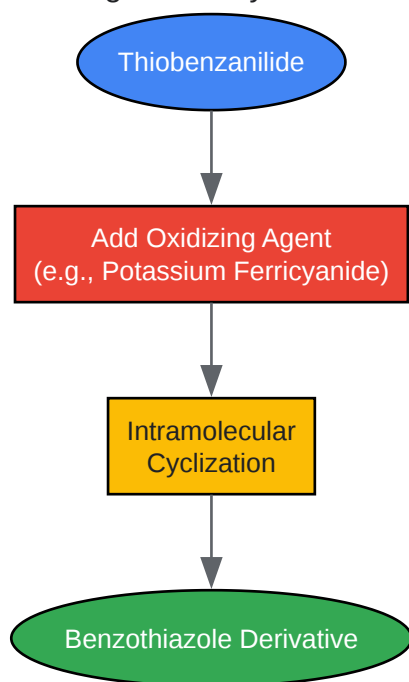 Thiobenzanilide
Add Oxidizing Agent
(e.g., Potassium Ferricyanide)
Intramolecular
Cyclization
Benzothiazole Derivative